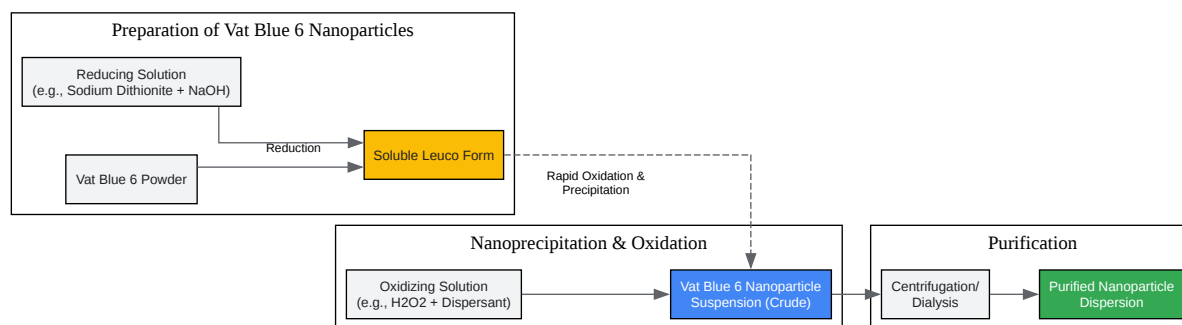 Preparation of Vat Blue 6 Nanoparticles
Reducing Solution
(e.g., Sodium Dithionite + NaOH)
Reduction
Soluble Leuco Form
Vat Blue 6 Powder
Rapid Oxidation &
Precipitation
Nanoprecipitation & Oxidation
Oxidizing Solution
(e.g., H2O2 + Dispersant)
Vat Blue 6 Nanoparticle
Suspension (Crude)
Purification
Centrifugation/
Dialysis
Purified Nanoparticle
Dispersion